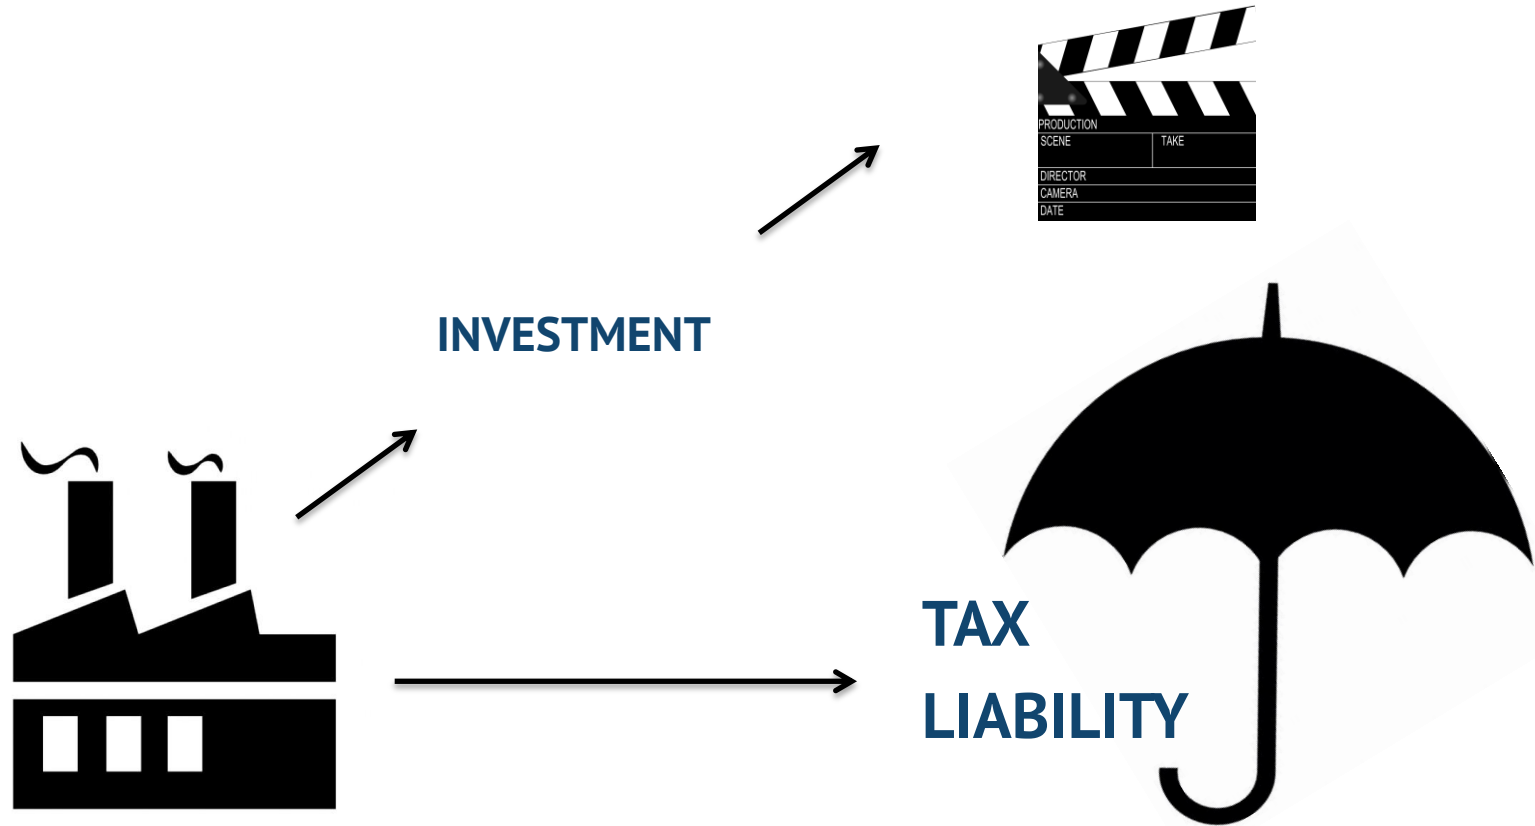 PRODUCTION
SCENE TAKE
DIRECTOR
CAMERA
DATE
INVESTMENT
TAX
LIABILITY